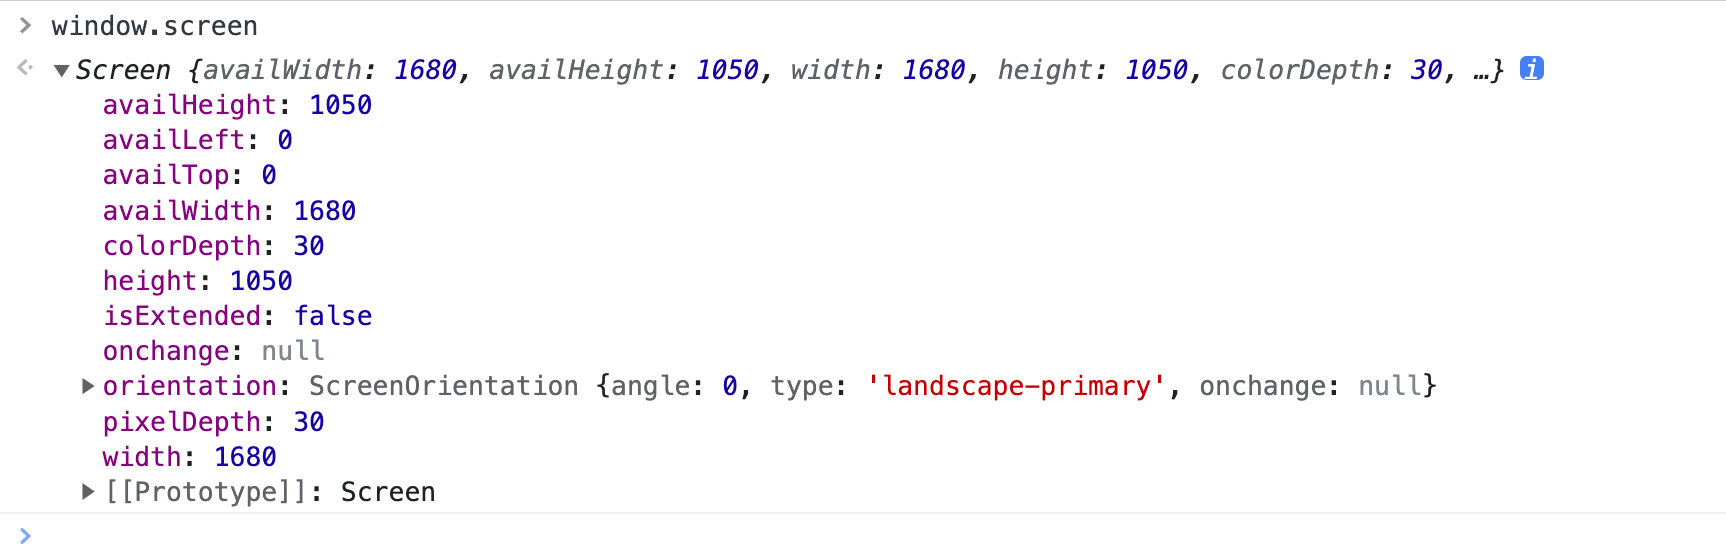 > window.screen
<· ▼Screen {availWidth: 1680, availHeight: 1050, width: 1680, height: 1050, colorDepth: 30, …} i
availHeight: 1050
availLeft: 0
availTop: 0
availWidth: 1680
colorDepth: 30
height: 1050
isExtended: false
onchange: null
▶orientation: ScreenOrientation {angle: 0, type: 'landscape-primary', onchange: null}
pixelDepth: 30
width: 1680
▶[[Prototype]]: Screen
>